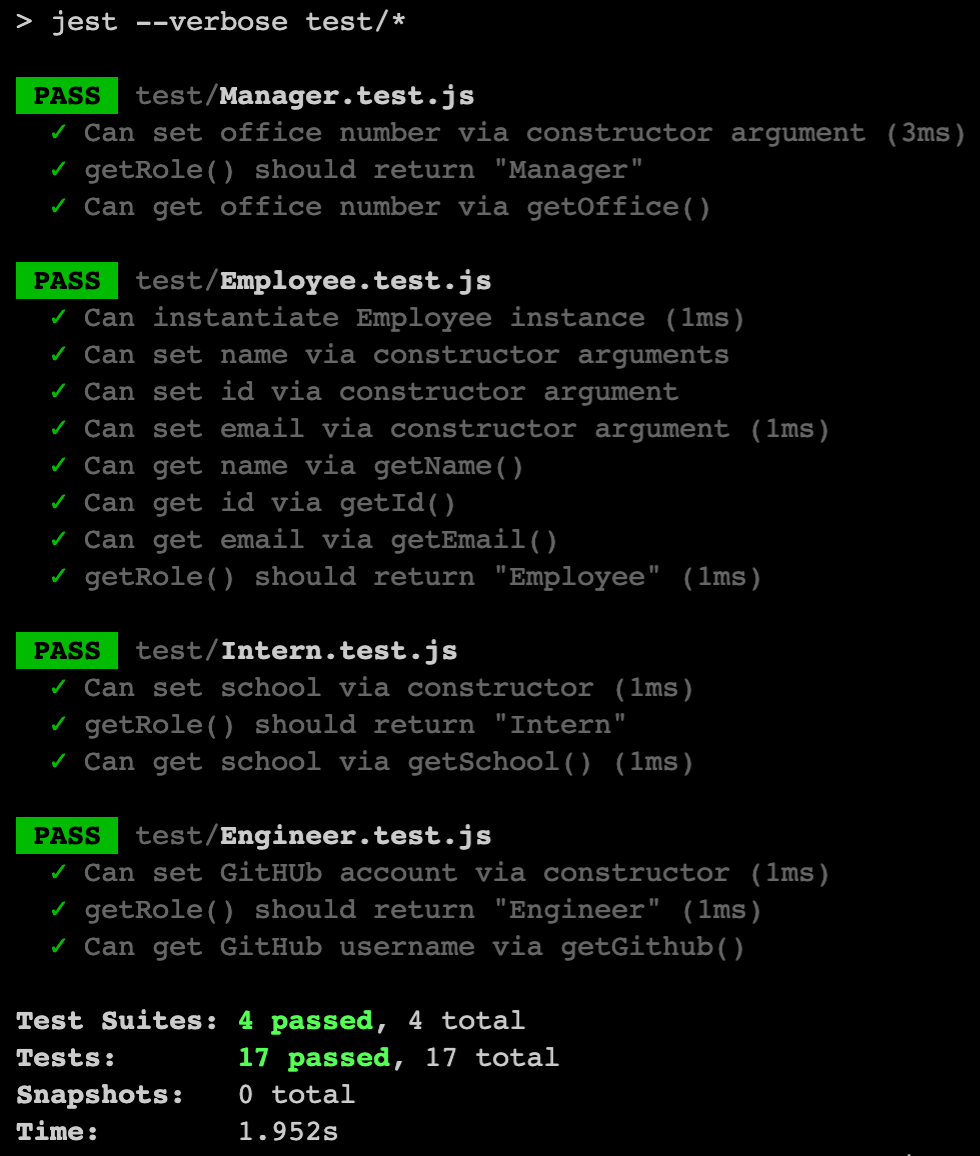 > jest --verbose test/*
PASS test/Manager.test.js
✓ Can set office number via constructor argument (3ms)
✓ getRole() should return "Manager"
✓ Can get office number via getOffice()
PASS test/Employee.test.js
✓ Can instantiate Employee instance (1ms)
✓ Can set name via constructor arguments
✓ Can set id via constructor argument
✓ Can set email via constructor argument (1ms)
✓ Can get name via getName()
✓ Can get id via getId()
✓ Can get email via getEmail()
✓ getRole() should return "Employee" (1ms)
PASS test/Intern.test.js
✓ Can set school via constructor (1ms)
✓ getRole() should return "Intern"
✓ Can get school via getSchool() (1ms)
PASS test/Engineer.test.js
✓ Can set GitHUb account via constructor (1ms)
✓ getRole() should return "Engineer" (1ms)
✓ Can get GitHub username via getGithub()
Test Suites: 4 passed, 4 total
Tests: 17 passed, 17 total
Snapshots: 0 total
Time: 1.952s